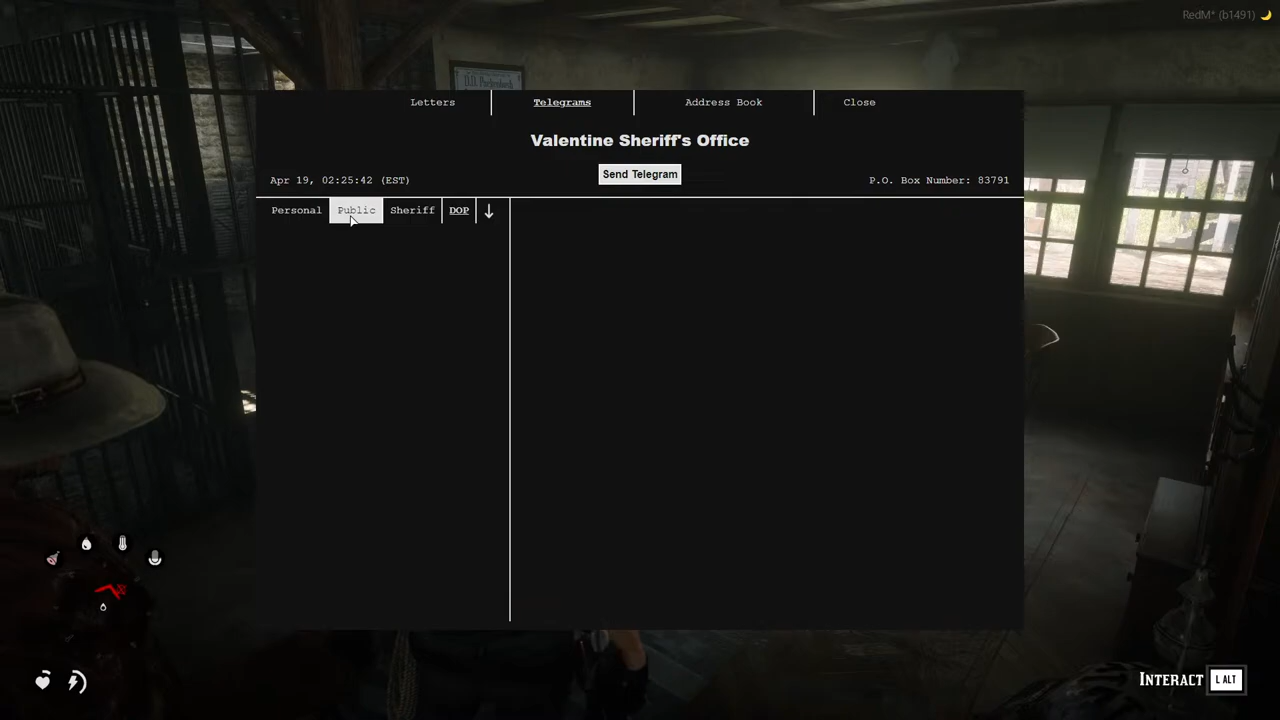 RedM* (b1491)
Letters
Telegrams
Address Book
Close
Valentine Sheriff's Office
Apr 19, 02:25:42 (EST)
Send Telegram
P.O. Box Number: 83791
Personal
Public
Sheriff
DOP
INTERACT
L ALT